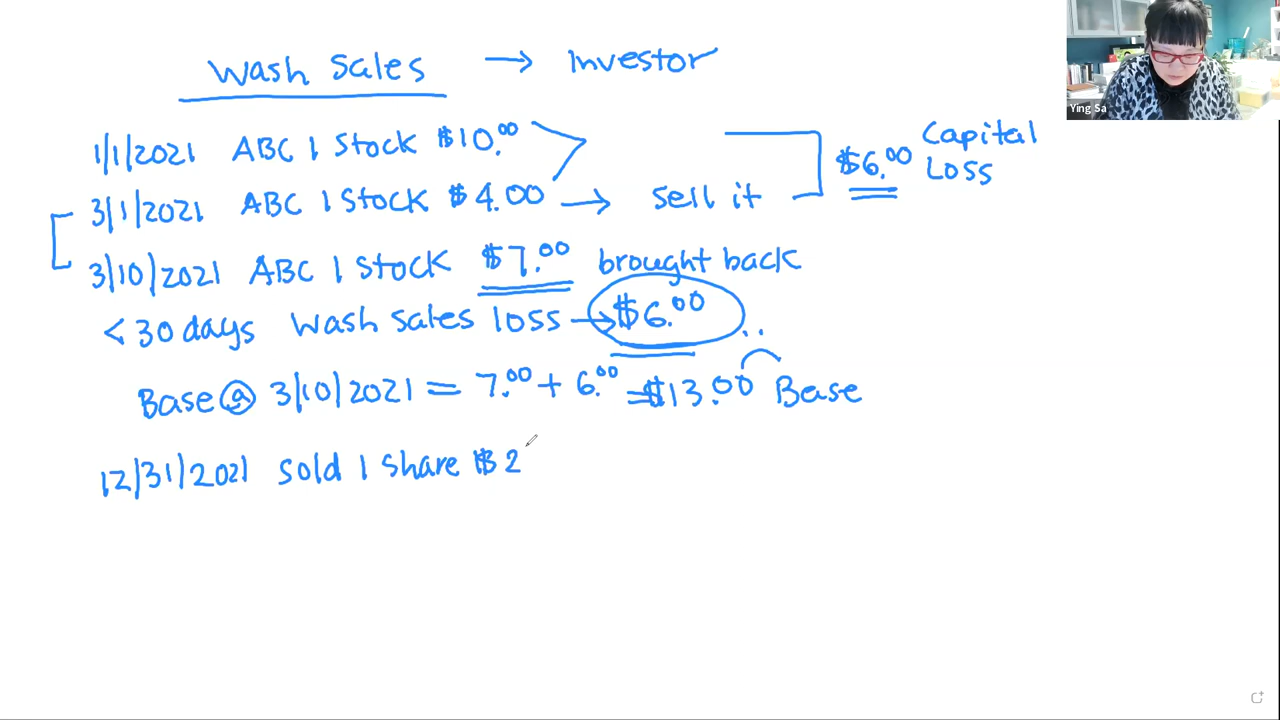 Wash Sales → Investor
1/1/2021 ABC 1 Stock $10.00
$6.00 Capital Loss
3/1/2021 ABC 1 Stock $4.00 → Sell it
3/10/2021 ABC 1 Stock $7.00 brought back
< 30 days Wash sales loss → $6.00
Base @ 3/10/2021 = 7.00 + 6.00 = $13.00 Base
12/31/2021 Sold 1 Share $2
Ying Sa